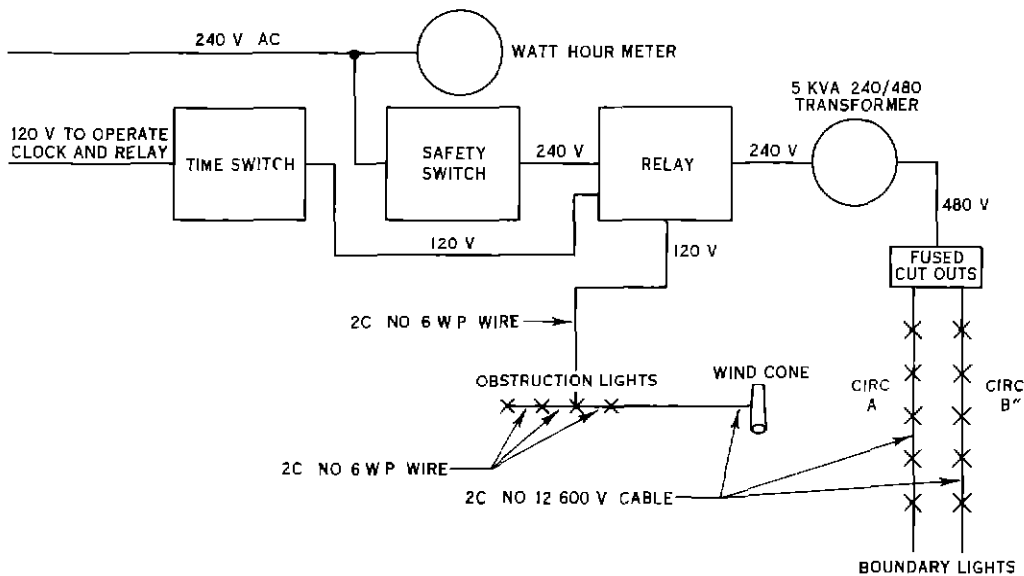 240 V AC
WATT HOUR METER
5 KVA 240/480
TRANSFORMER
120 V TO OPERATE
CLOCK AND RELAY
TIME SWITCH
SAFETY
SWITCH
240 V
RELAY
240 V
480 V
120 V
120 V
FUSED
CUT OUTS
2C NO 6 W P WIRE
OBSTRUCTION LIGHTS
WIND CONE
CIRC
A
CIRC
B"
2C NO 6 W P WIRE
2C NO 12 600 V CABLE
BOUNDARY LIGHTS